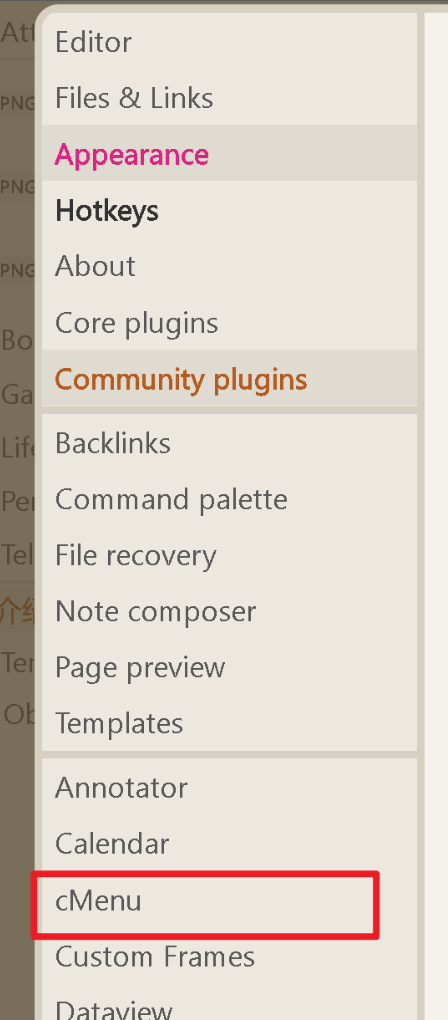 Att
Editor
Files & Links
PNG
Appearance
PNG
Hotkeys
About
PNG
Core plugins
Bo
Community plugins
Ga
Backlinks
Life
Command palette
Per
File recovery
Tel
Note composer
介绍
Page preview
Ter
Templates
Ob
Annotator
Calendar
cMenu
Custom Frames
Dataview